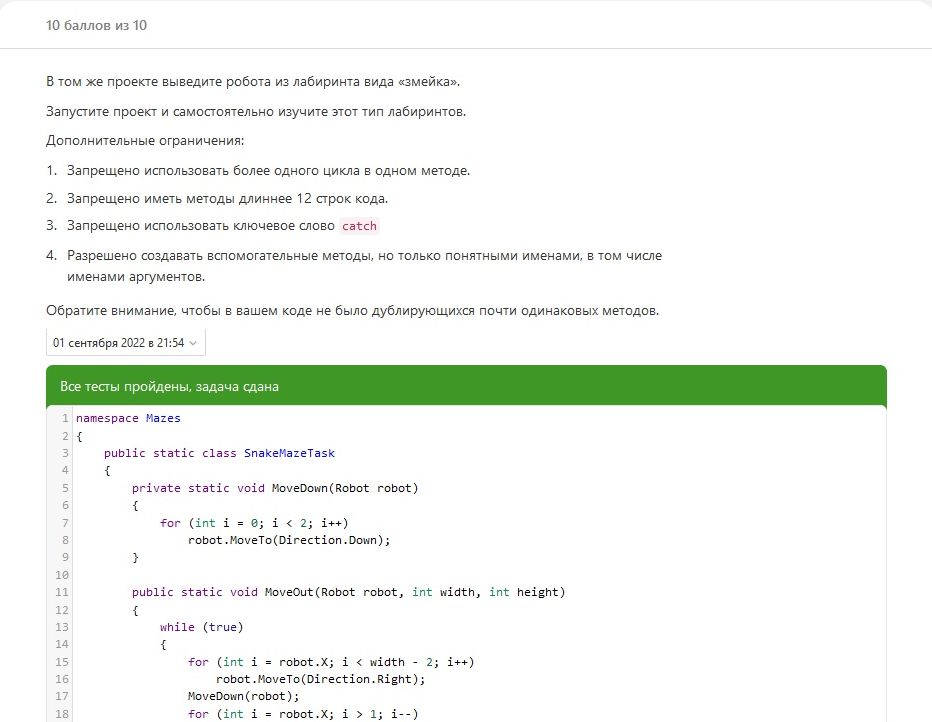 10 баллов из 10
В том же проекте выведите робота из лабиринта вида «змейка».
Запустите проект и самостоятельно изучите этот тип лабиринтов.
Дополнительные ограничения:
1. Запрещено использовать более одного цикла в одном методе.
2. Запрещено иметь методы длиннее 12 строк кода.
3. Запрещено использовать ключевое слово catch
4. Разрешено создавать вспомогательные методы, но только понятными именами, в том числе
именами аргументов.
Обратите внимание, чтобы в вашем коде не было дублирующихся почти одинаковых методов.
01 сентября 2022 в 21:54
Все тесты пройдены, задача сдана
1 namespace Mazes
2 {
3     public static class SnakeMazeTask
4     {
5         private static void MoveDown(Robot robot)
6         {
7             for (int i = 0; i < 2; i++)
8                 robot.MoveTo(Direction.Down);
9         }
10
11         public static void MoveOut(Robot robot, int width, int height)
12         {
13             while (true)
14             {
15                 for (int i = robot.X; i < width - 2; i++)
16                     robot.MoveTo(Direction.Right);
17                 MoveDown(robot);
18                 for (int i = robot.X; i > 1; i--)